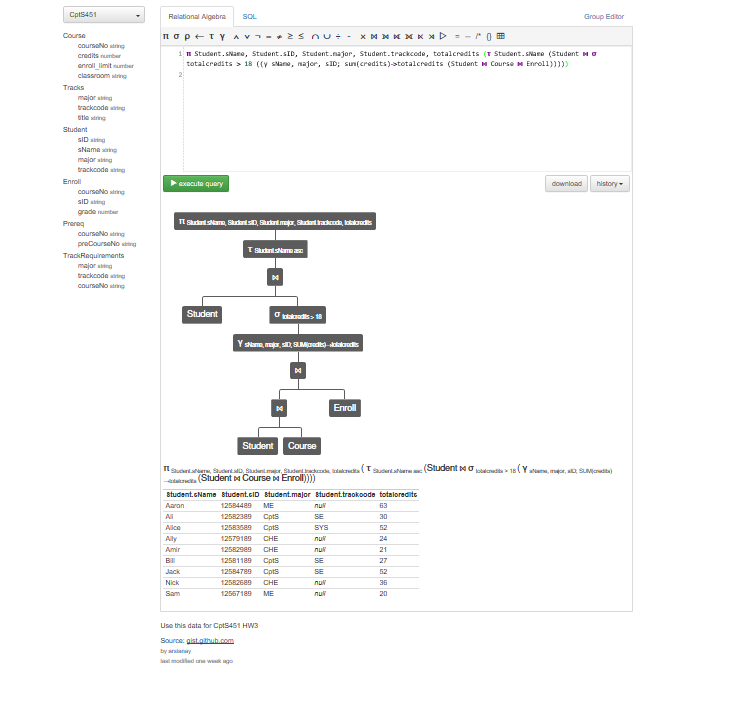 CptS451
Relational Algebra SQL Group Editor
Course
courseNo string
credits number
enroll_limit number
classroom string
Tracks
major string
trackcode string
title string
Student
sID string
sName string
major string
trackcode string
Enroll
courseNo string
sID string
grade number
Prereq
courseNo string
preCourseNo string
TrackRequirements
major string
trackcode string
courseNo string
π σ ρ ← τ γ ∧ ∨ ¬ = ≠ ≥ ≤ ∩ ∪ ÷ - × ⋈ ⟕ ⟖ ⟗ ⋉ ⋊ ▷ = -- /* {}
1 π Student.sName, Student.sID, Student.major, Student.trackcode, totalcredits (τ Student.sName (Student ⋈ σ
totalcredits > 18 ((γ sName, major, sID; sum(credits)->totalcredits (Student ⋈ Course ⋈ Enroll)))))
2
execute query download history
π Student.sName, Student.sID, Student.major, Student.trackcode, totalcredits
τ Student.sName asc
⋈
Student σ totalcredits > 18
γ sName, major, sID; SUM(credits)→totalcredits
⋈
⋈ Enroll
Student Course
π Student.sName, Student.sID, Student.major, Student.trackcode, totalcredits ( τ Student.sName asc (Student ⋈ σ totalcredits > 18 ( γ sName, major, sID; SUM(credits)
→totalcredits (Student ⋈ Course ⋈ Enroll))))
Student.sName Student.sID Student.major Student.trackcode totalcredits
Aaron 12584489 ME null 63
Ali 12582389 CptS SE 30
Alice 12583589 CptS SYS 52
Ally 12579189 CHE null 24
Amir 12582989 CHE null 21
Bill 12581189 CptS SE 27
Jack 12584789 CptS SE 52
Nick 12582689 CHE null 36
Sam 12567189 ME null 20
Use this data for CptS451 HW3
Source: gist.github.com
by arslanay
last modified one week ago